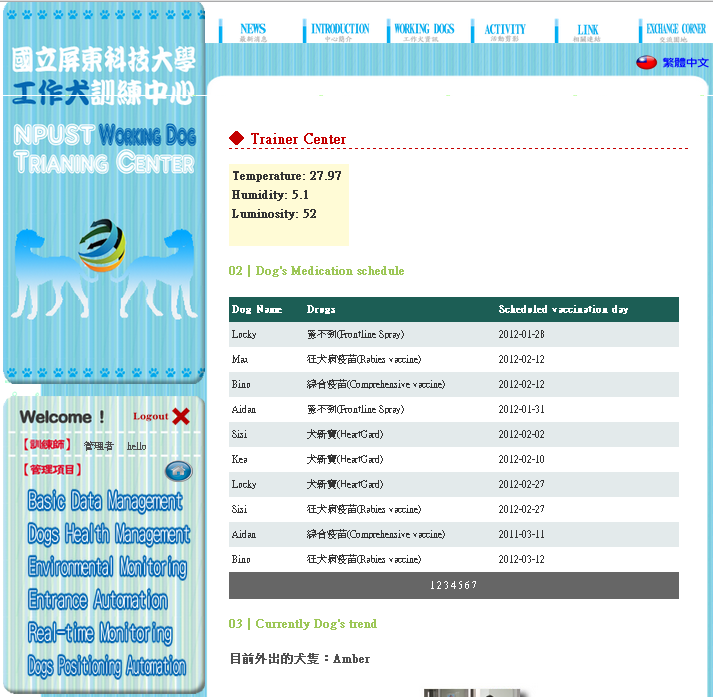 國立屏東科技大學
工作犬訓練中心
NPUST WORKING DOG
TRIANING CENTER
NEWS INTRODUCTION WORKING DOGS ACTIVITY LINK EXCHANGE CORNER
最新消息 中心簡介 工作犬資訊 活動剪影 相關連結 交流園地
繁體中文
Trainer Center
Temperature: 27.97
Humidity: 5.1
Luminosity: 52
02 | Dog's Medication schedule
Dog Name Drugs Scheduled vaccination day
Locky 蚤不到(Frontline Spray) 2012-01-28
Max 狂犬病疫苗(Rabies vaccine) 2012-02-12
Bino 綜合疫苗(Comprehensive vaccine) 2012-02-12
Aidan 蚤不到(Frontline Spray) 2012-01-31
Sisi 犬新寶(HeartGard) 2012-02-02
Kea 犬新寶(HeartGard) 2012-02-10
Locky 犬新寶(HeartGard) 2012-02-27
Sisi 狂犬病疫苗(Rabies vaccine) 2012-02-27
Aidan 綜合疫苗(Comprehensive vaccine) 2011-03-11
Bino 狂犬病疫苗(Rabies vaccine) 2012-03-12
1 2 3 4 5 6 7
03 | Currently Dog's trend
目前外出的犬隻：Amber
Welcome !
Logout
【訓練師】 管理者 hello
【管理項目】
Basic Data Management
Dogs Health Management
Environmental Monitoring
Entrance Automation
Real-time Monitoring
Dogs Positioning Automation